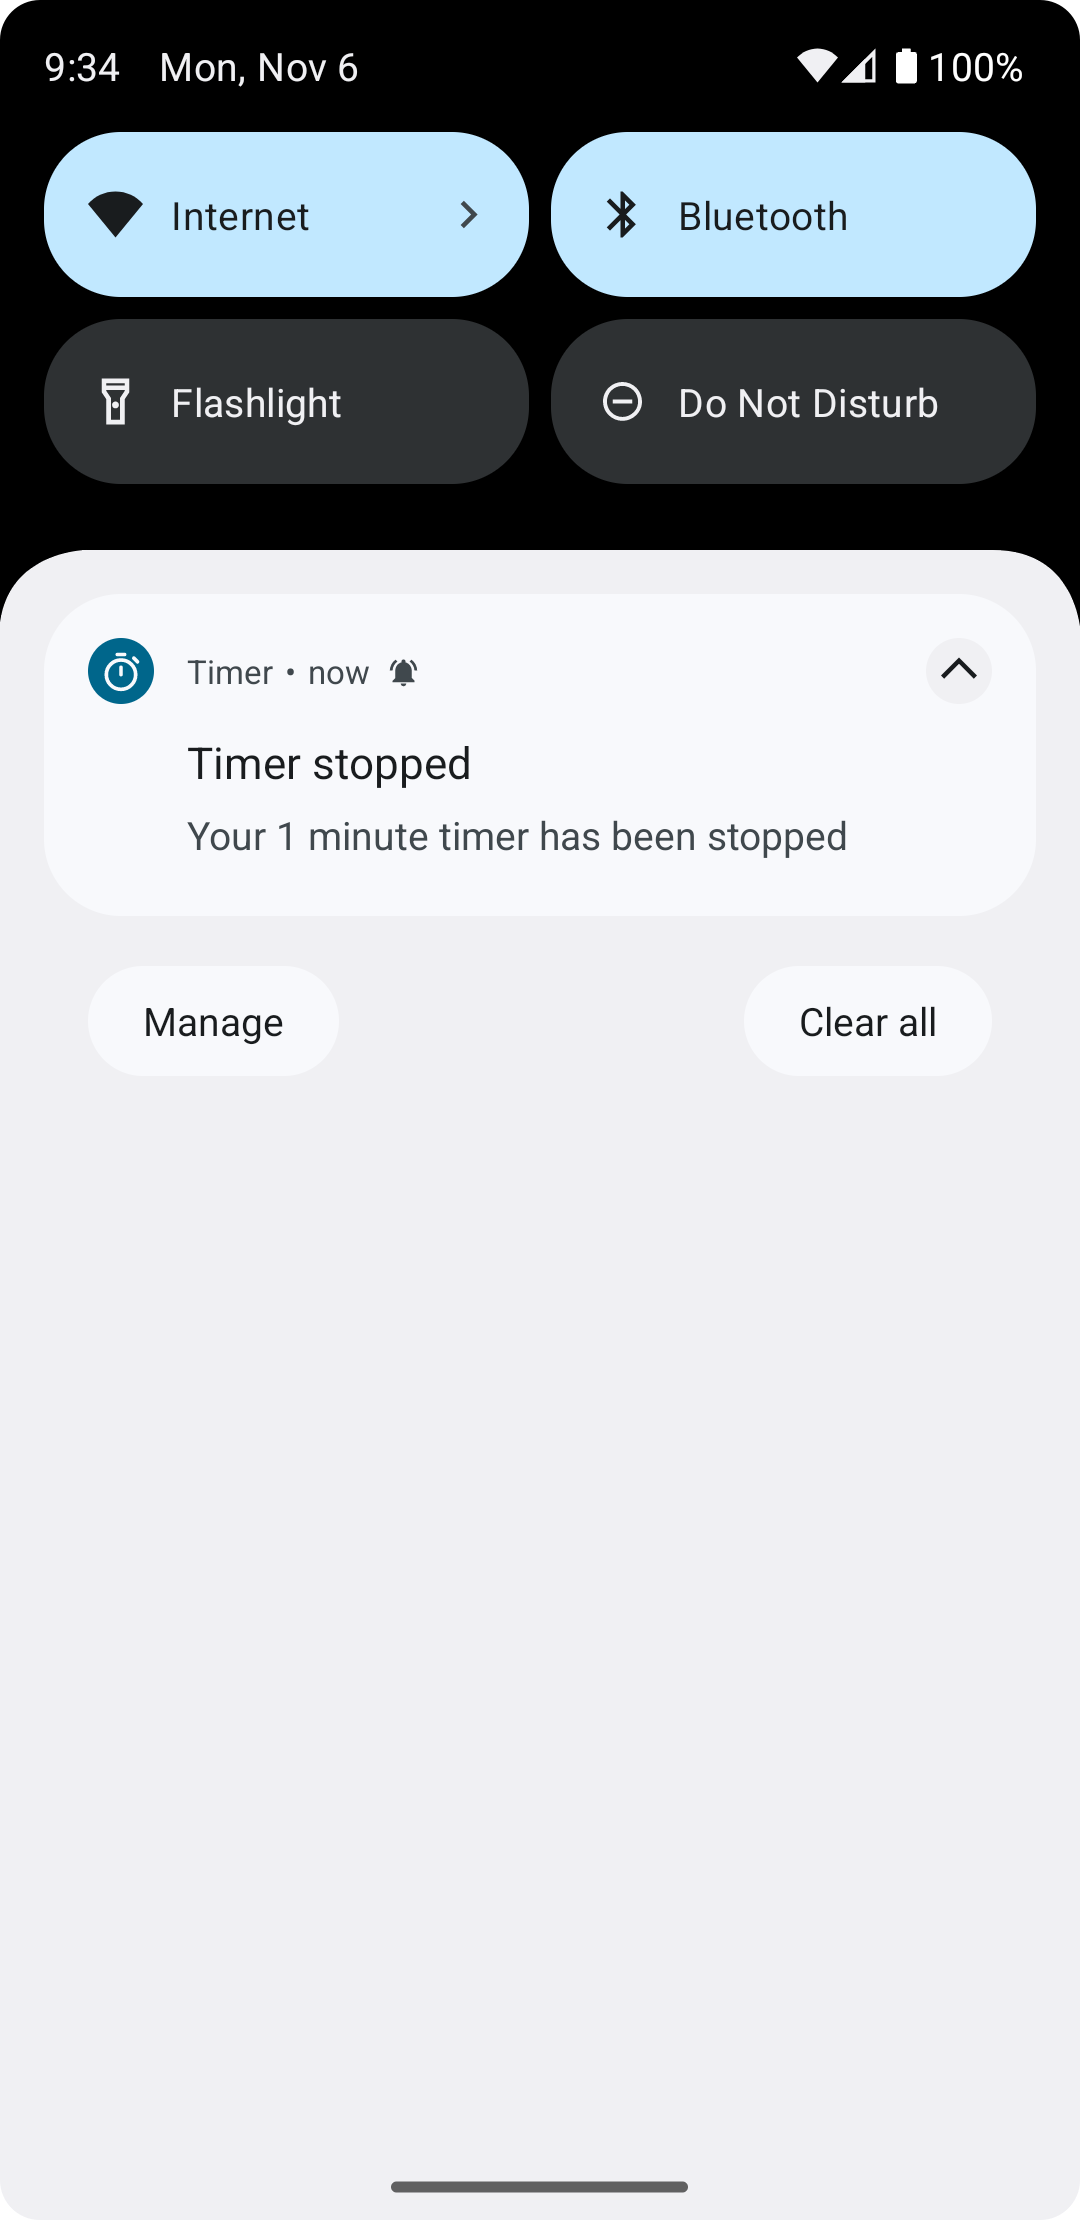 9:34 Mon, Nov 6 100%
Internet Bluetooth
Flashlight Do Not Disturb
Timer • now
Timer stopped
Your 1 minute timer has been stopped
Manage Clear all